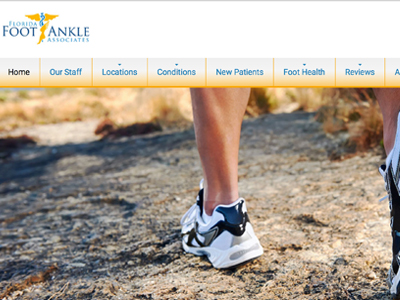 FLORIDA
FOOT ANKLE
ASSOCIATES
Home Our Staff Locations Conditions New Patients Foot Health Reviews A